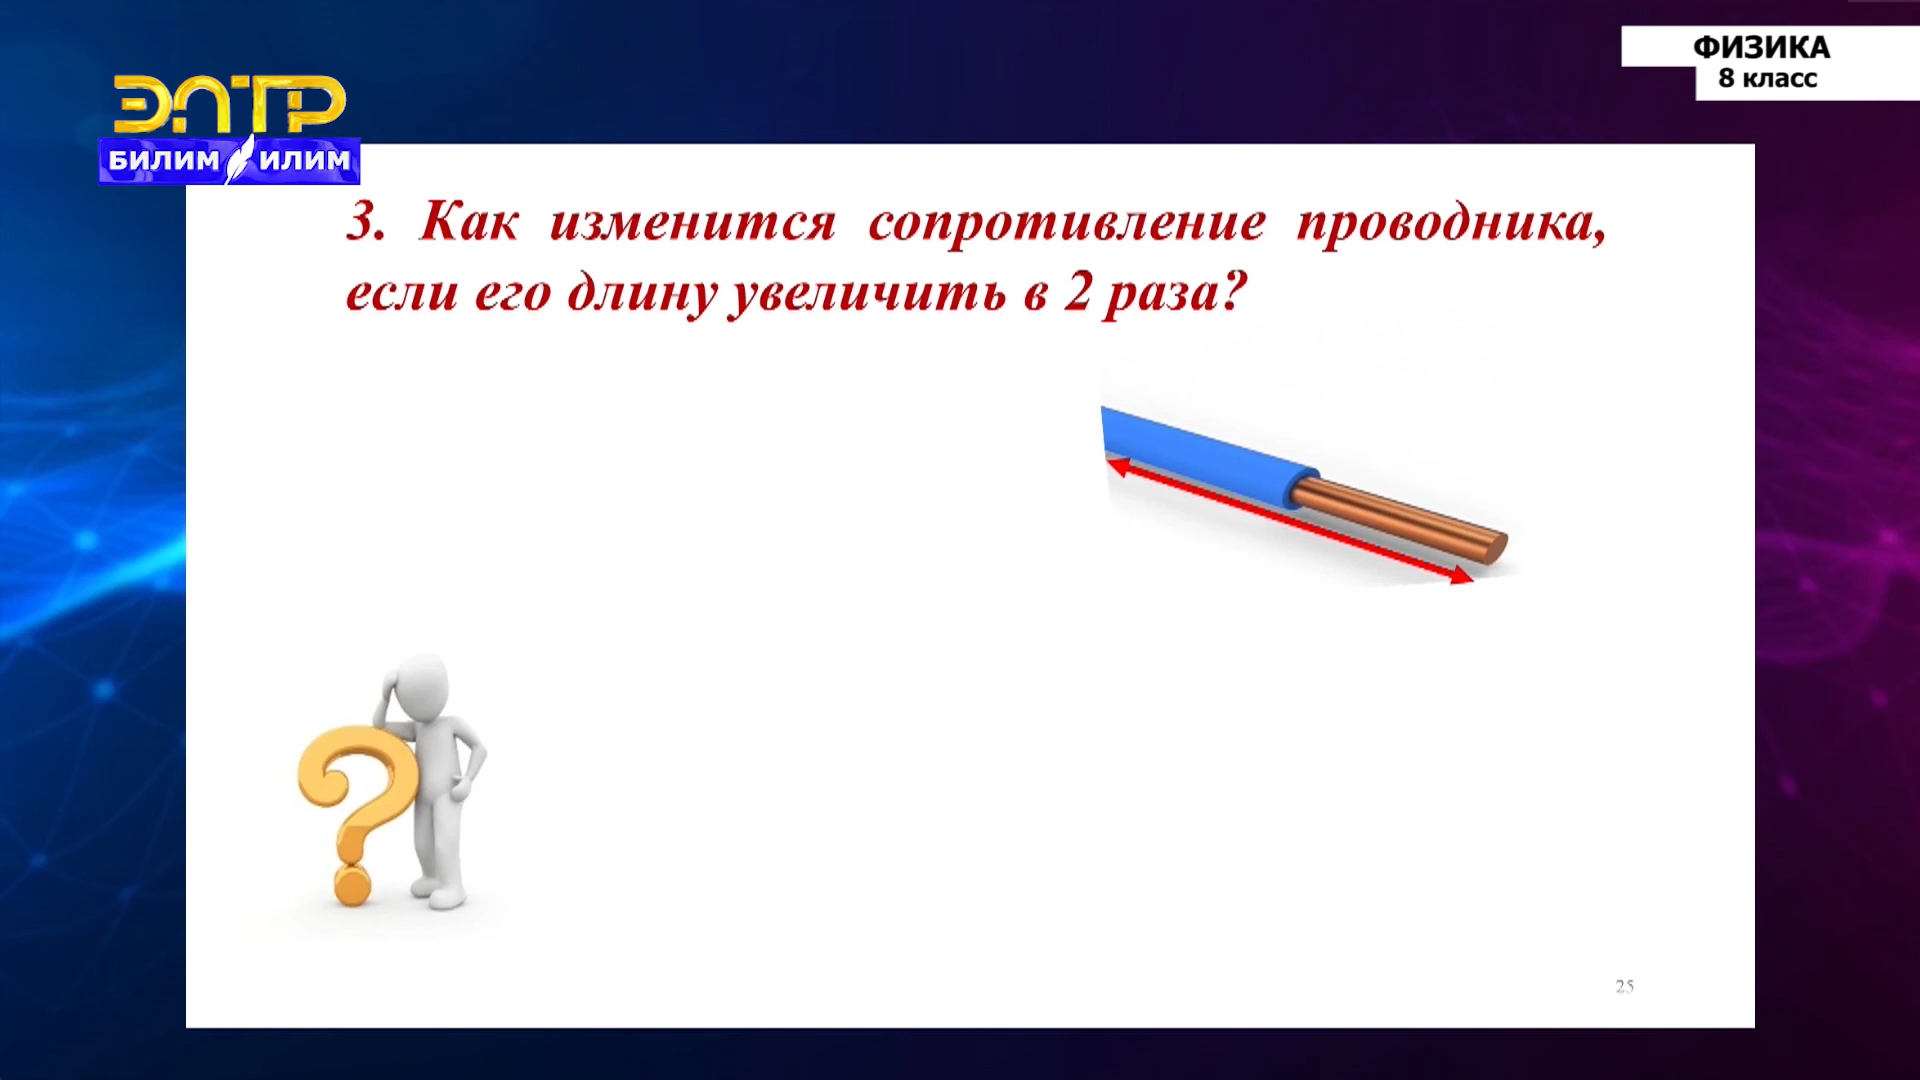 ФИЗИКА
8 класс
ЭЛТР
БИЛИМ ИЛИМ
3. Как изменится сопротивление проводника,
если его длину увеличить в 2 раза?
25